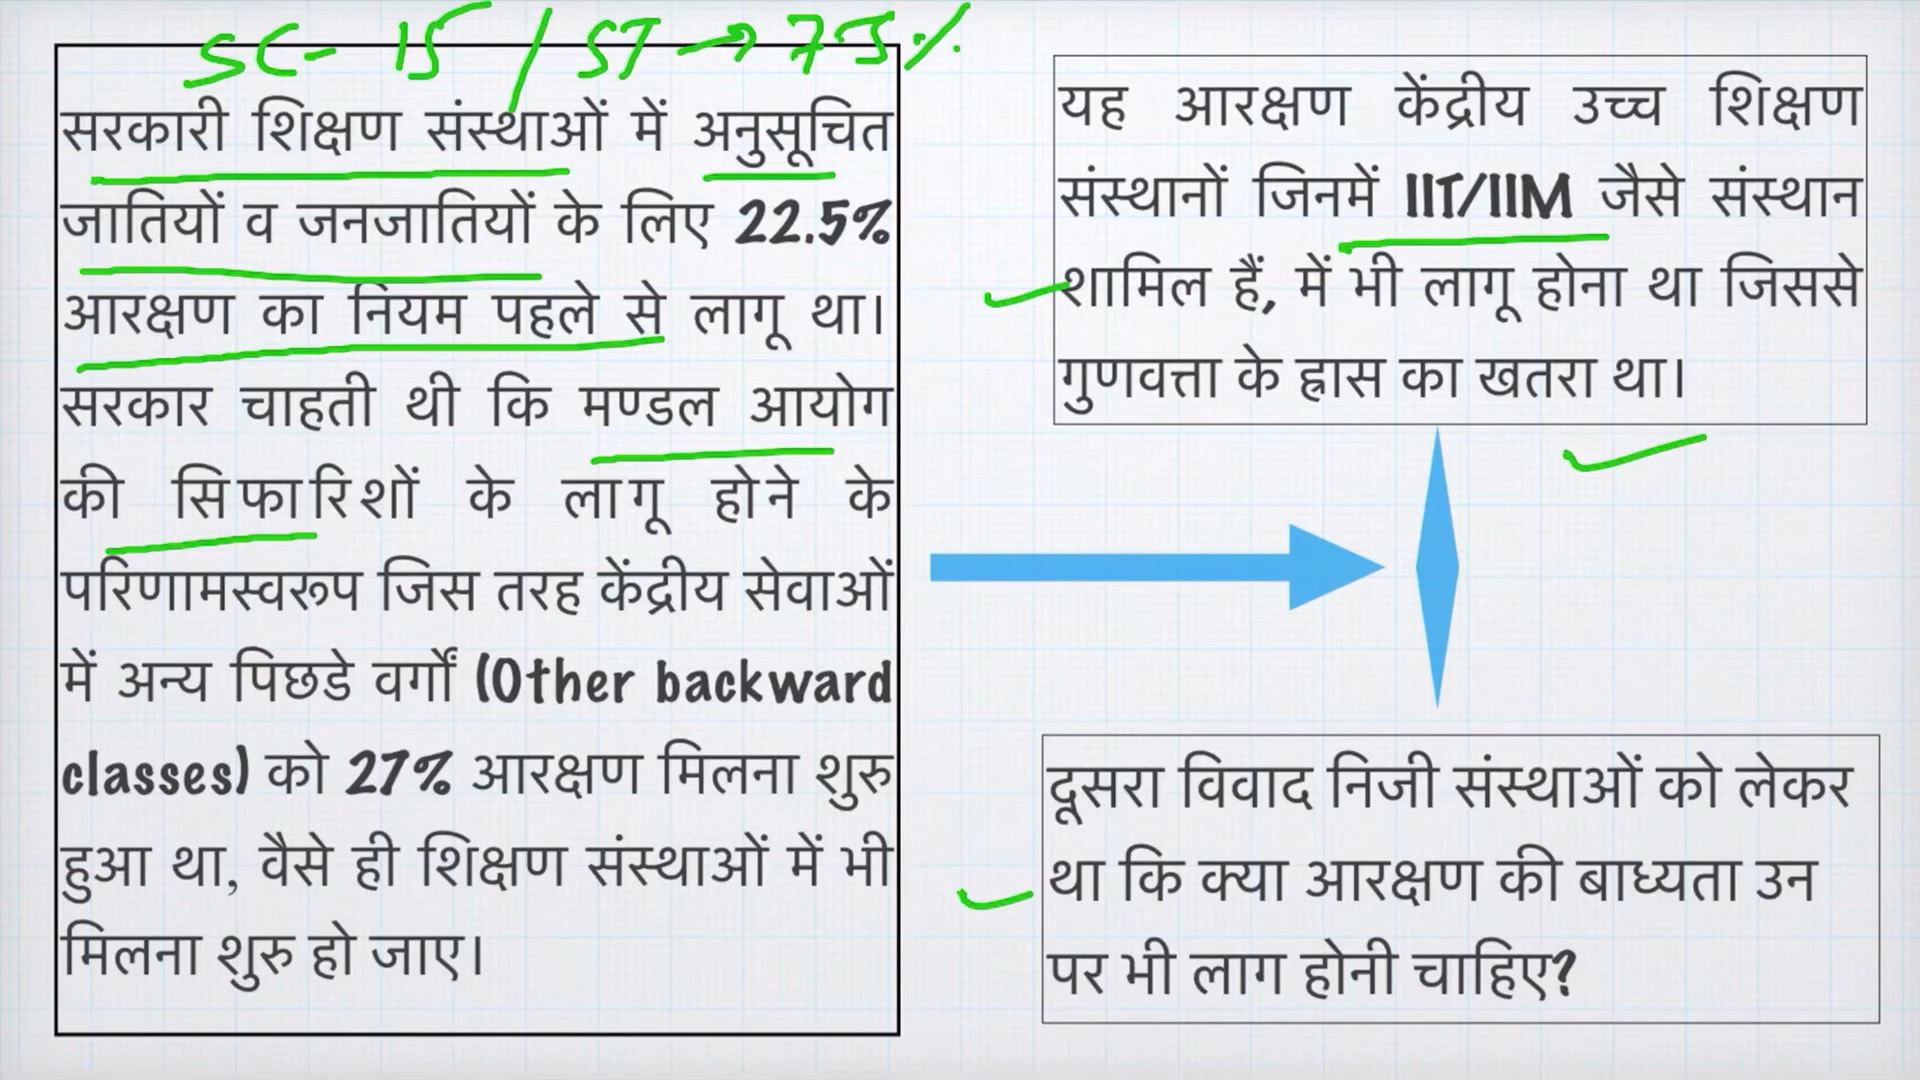 SC- 15 / ST → 7.5%
सरकारी शिक्षण संस्थाओं में अनुसूचित
जातियों व जनजातियों के लिए 22.5%
आरक्षण का नियम पहले से लागू था।
सरकार चाहती थी कि मण्डल आयोग
की सिफारिशों के लागू होने के
परिणामस्वरूप जिस तरह केंद्रीय सेवाओं
में अन्य पिछडे वर्गों (Other backward
classes) को 27% आरक्षण मिलना शुरु
हुआ था, वैसे ही शिक्षण संस्थाओं में भी
मिलना शुरु हो जाए।
यह आरक्षण केंद्रीय उच्च शिक्षण
संस्थानों जिनमें IIT/IIM जैसे संस्थान
शामिल हैं, में भी लागू होना था जिससे
गुणवत्ता के ह्रास का खतरा था।
दूसरा विवाद निजी संस्थाओं को लेकर
था कि क्या आरक्षण की बाध्यता उन
पर भी लाग होनी चाहिए?